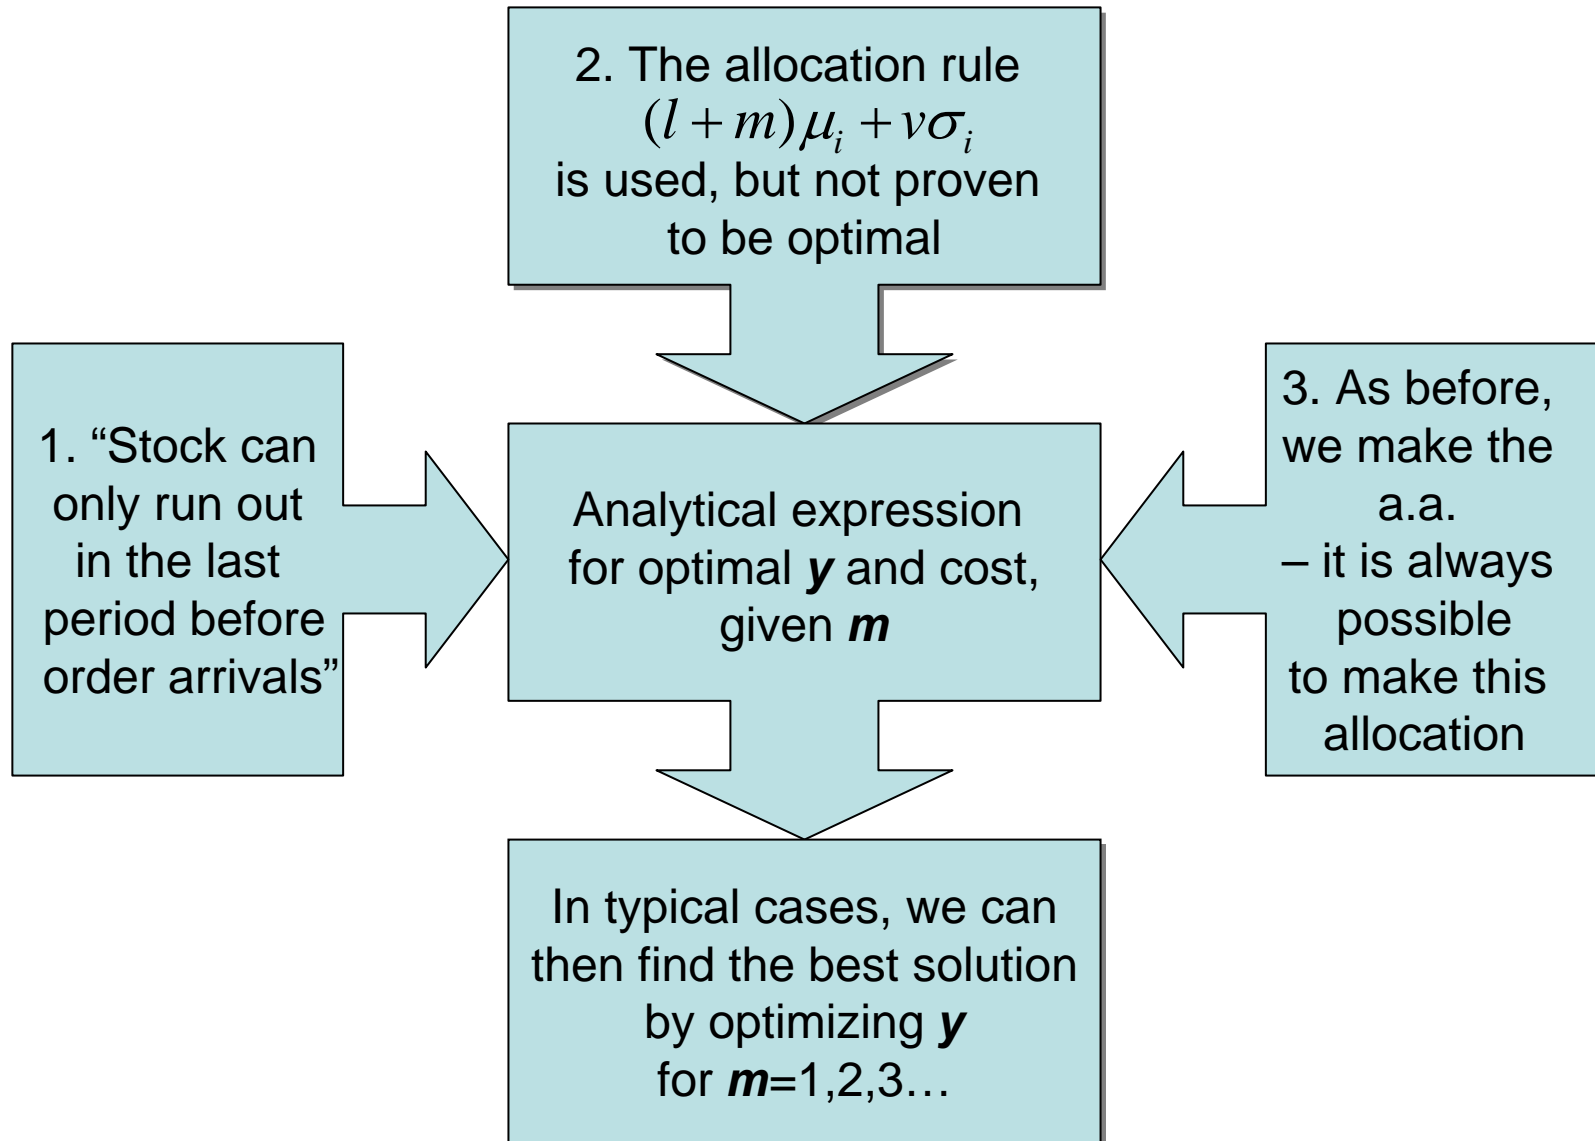 2. The allocation rule
(l + m)μᵢ + vσᵢ
is used, but not proven
to be optimal
1. “Stock can
only run out
in the last
period before
order arrivals”
Analytical expression
for optimal y and cost,
given m
3. As before,
we make the
a.a.
– it is always
possible
to make this
allocation
In typical cases, we can
then find the best solution
by optimizing y
for m=1,2,3…